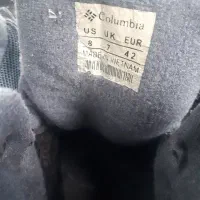 Columbia
US UK EUR
8 7 42
MADE IN VIETNAM